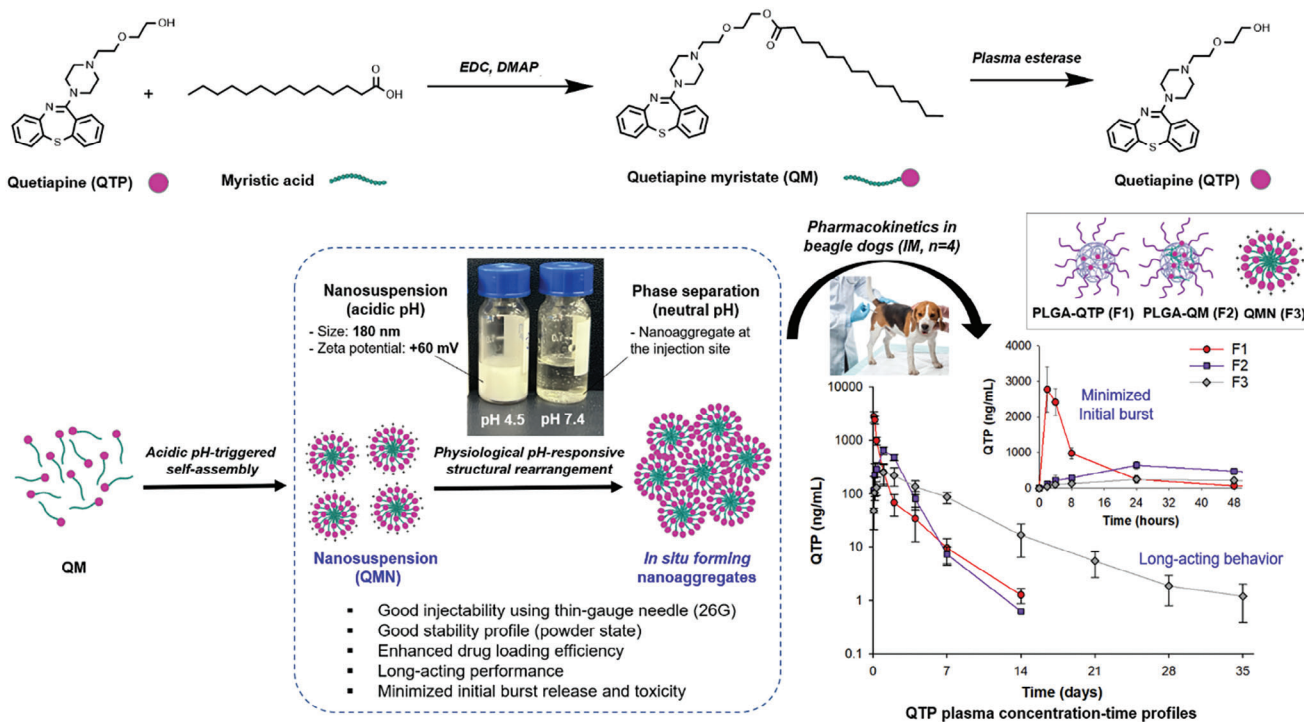 OH
O
N
N
N
S
+
O
OH
EDC, DMAP
O
O
O
N
N
N
S
Plasma esterase
OH
O
N
N
N
S
Quetiapine (QTP)
Myristic acid
Quetiapine myristate (QM)
Quetiapine (QTP)
Nanosuspension
(acidic pH)
- Size: 180 nm
- Zeta potential: +60 mV
pH 4.5
pH 7.4
Phase separation
(neutral pH)
- Nanoaggregate at
the injection site
QM
Acidic pH-triggered
self-assembly
Nanosuspension
(QMN)
Physiological pH-responsive
structural rearrangement
In situ forming
nanoaggregates
▪ Good injectability using thin-gauge needle (26G)
▪ Good stability profile (powder state)
▪ Enhanced drug loading efficiency
▪ Long-acting performance
▪ Minimized initial burst release and toxicity
Pharmacokinetics in
beagle dogs (IM, n=4)
PLGA-QTP (F1)
PLGA-QM (F2)
QMN (F3)
F1
F2
F3
Minimized
Initial burst
QTP (ng/mL)
4000
3000
2000
1000
0
0
8
16
24
32
40
48
Time (hours)
Long-acting behavior
QTP (ng/mL)
10000
1000
100
10
1
0.1
0
7
14
21
28
35
Time (days)
QTP plasma concentration-time profiles